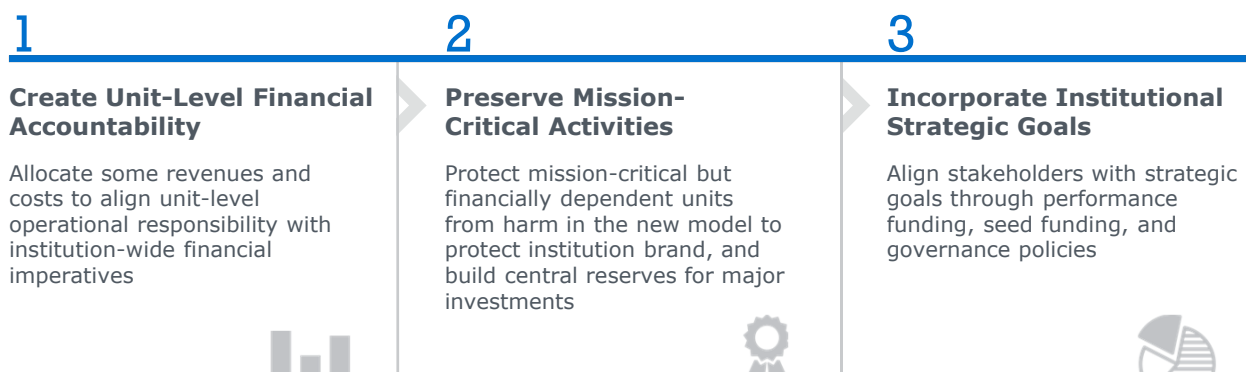 1
Create Unit-Level Financial
Accountability
Allocate some revenues and
costs to align unit-level
operational responsibility with
institution-wide financial
imperatives
2
Preserve Mission-
Critical Activities
Protect mission-critical but
financially dependent units
from harm in the new model to
protect institution brand, and
build central reserves for major
investments
3
Incorporate Institutional
Strategic Goals
Align stakeholders with strategic
goals through performance
funding, seed funding, and
governance policies